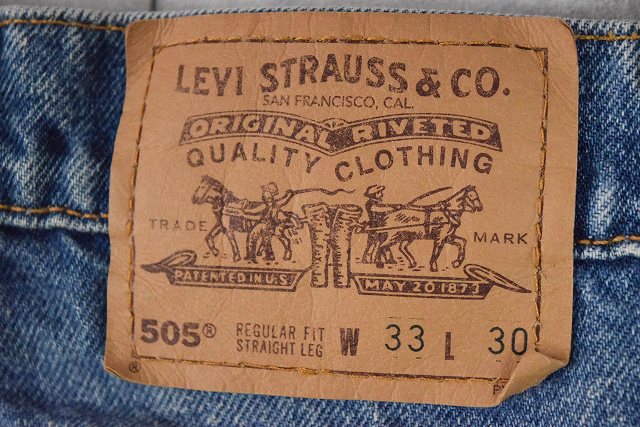 LEVI STRAUSS & CO.
SAN FRANCISCO, CAL.
ORIGINAL RIVETED
QUALITY CLOTHING
TRADE MARK
PATENTED IN U.S. MAY 20 1873
505® REGULAR FIT W 33 L 30
STRAIGHT LEG
®